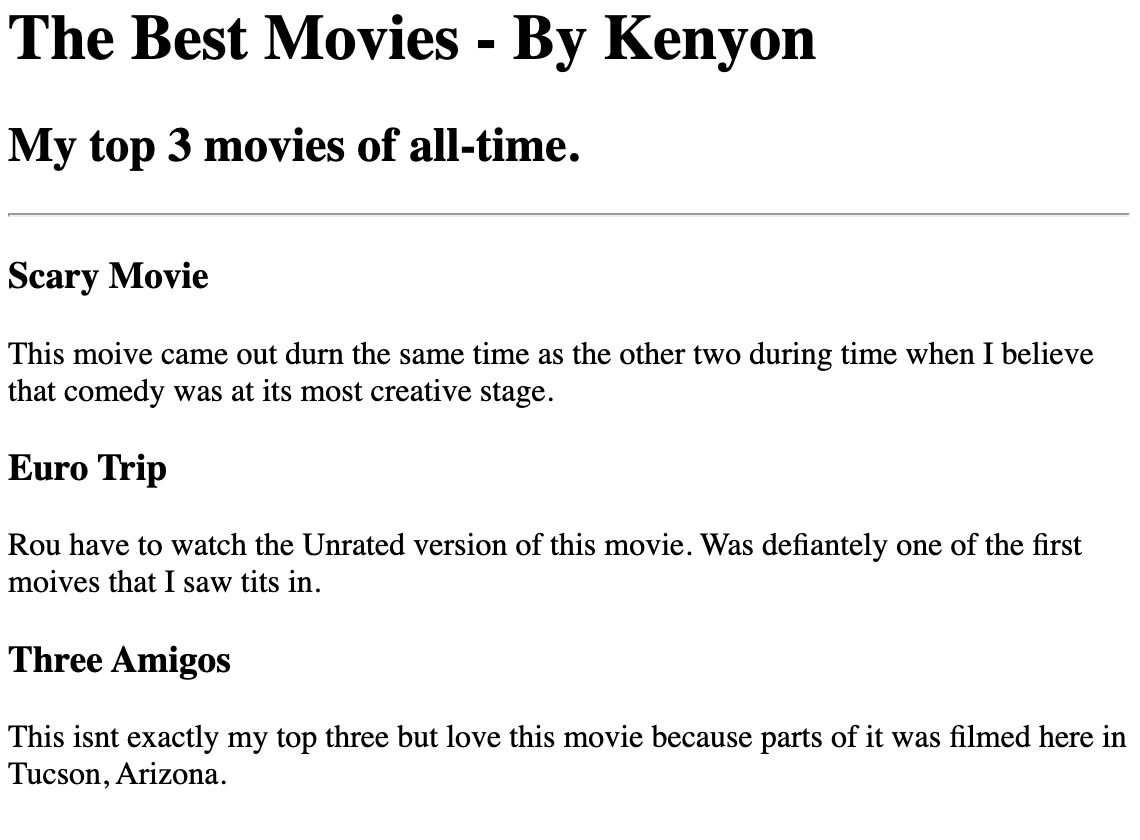 The Best Movies - By Kenyon
My top 3 movies of all-time.
Scary Movie
This moive came out durn the same time as the other two during time when I believe
that comedy was at its most creative stage.
Euro Trip
Rou have to watch the Unrated version of this movie. Was defiantely one of the first
moives that I saw tits in.
Three Amigos
This isnt exactly my top three but love this movie because parts of it was filmed here in
Tucson, Arizona.